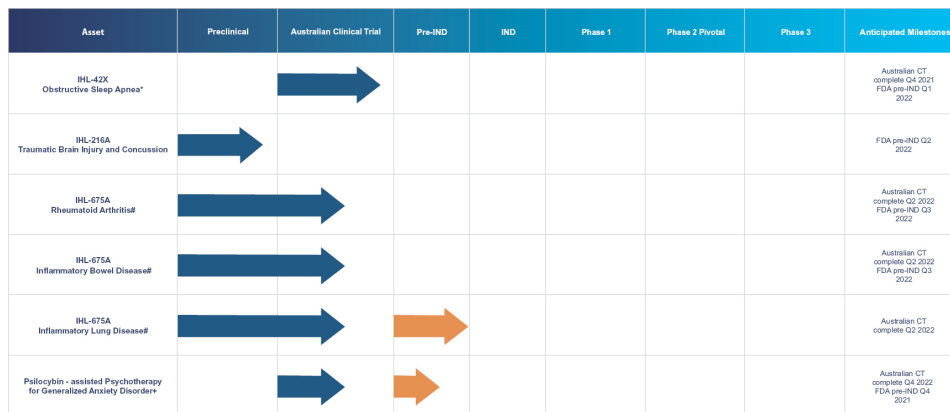 Asset Preclinical Australian Clinical Trial Pre-IND IND Phase 1 Phase 2 Pivotal Phase 3 Anticipated Milestones
IHL-42X
Obstructive Sleep Apnea*
Australian CT
complete Q4 2021
FDA pre-IND Q1
2022
IHL-216A
Traumatic Brain Injury and Concussion
FDA pre-IND Q2
2022
IHL-675A
Rheumatoid Arthritis#
Australian CT
complete Q2 2022
FDA pre-IND Q3
2022
IHL-675A
Inflammatory Bowel Disease#
Australian CT
complete Q2 2022
FDA pre-IND Q3
2022
IHL-675A
Inflammatory Lung Disease#
Australian CT
complete Q2 2022
Psilocybin - assisted Psychotherapy
for Generalized Anxiety Disorder+
Australian CT
complete Q4 2022
FDA pre-IND Q4
2021